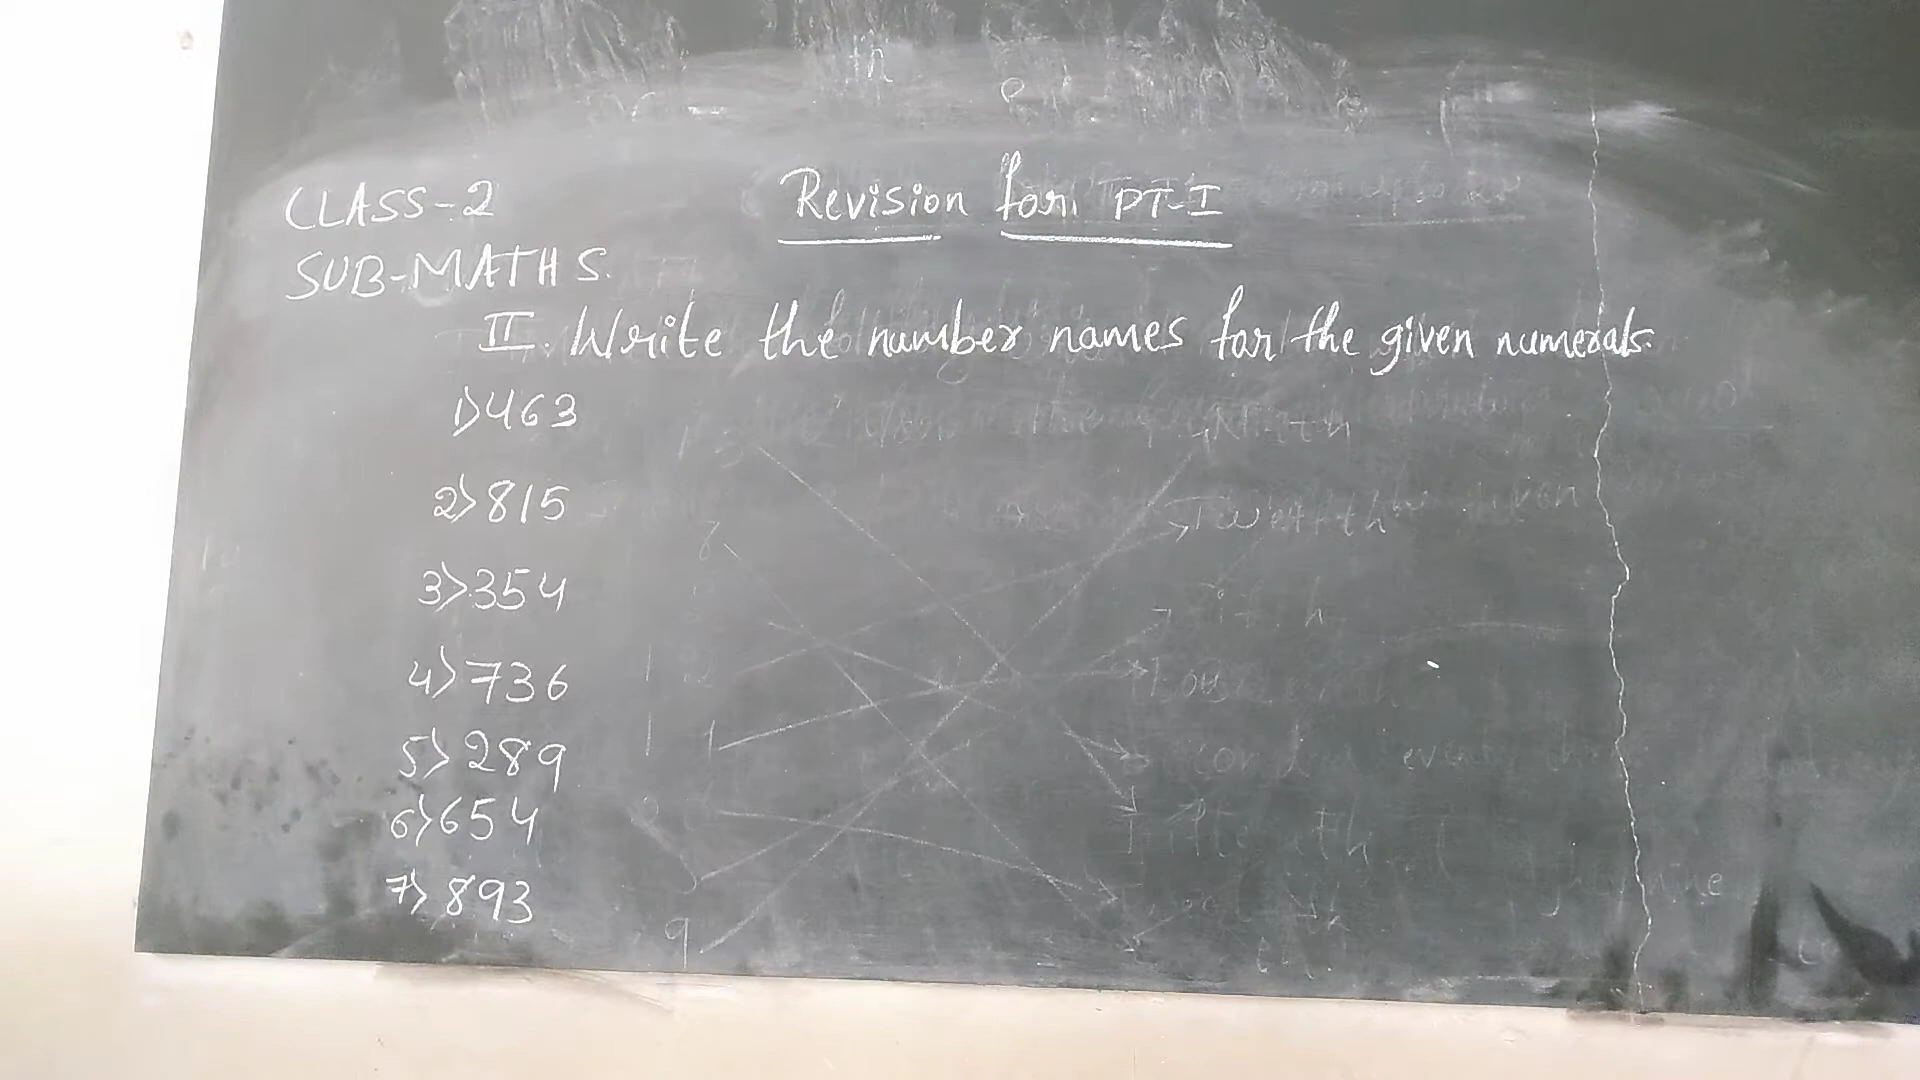 CLASS-2
Revision for PT-I
SUB-MATHS.
II. Write the number names for the given numerals.
1) 463
2) 815
3) 354
4) 736
5) 289
6) 654
7) 893